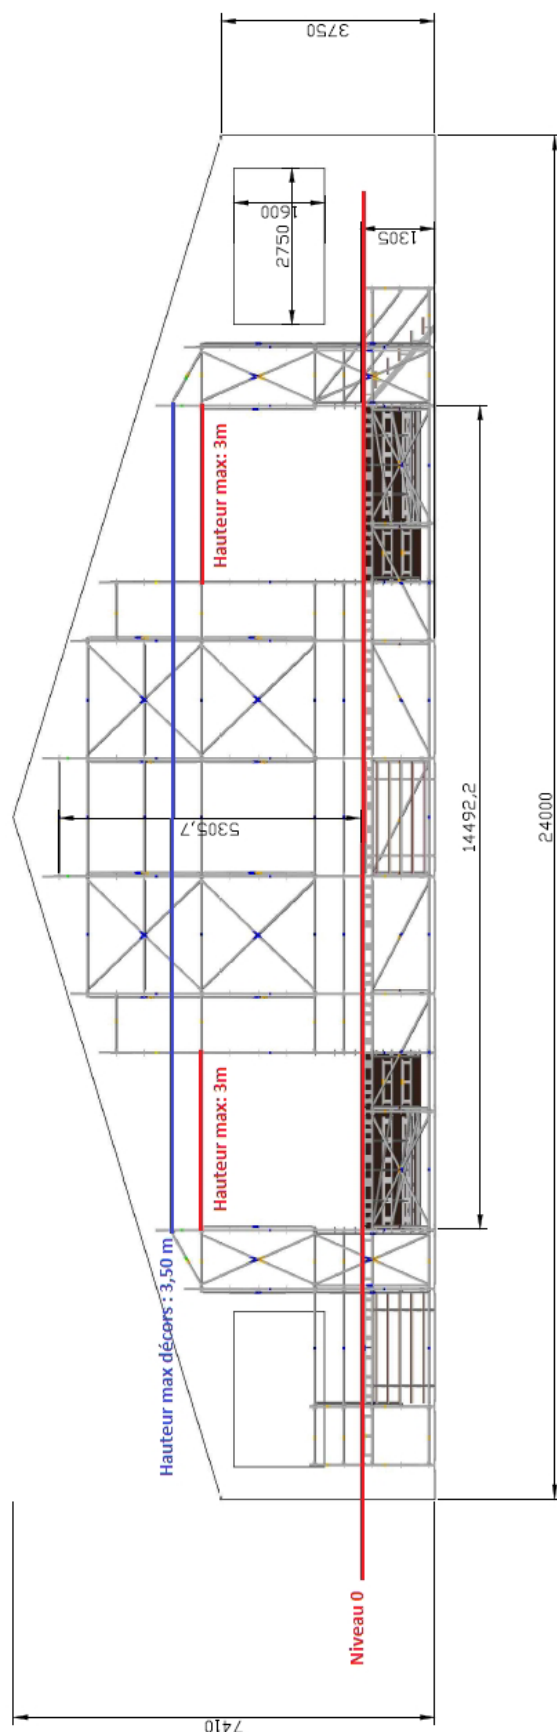 3750
1600
2750
1305
Hauteur max: 3m
14492,2
24000
5305,7
Hauteur max: 3m
Hauteur max décors : 3,50 m
Niveau 0
7410